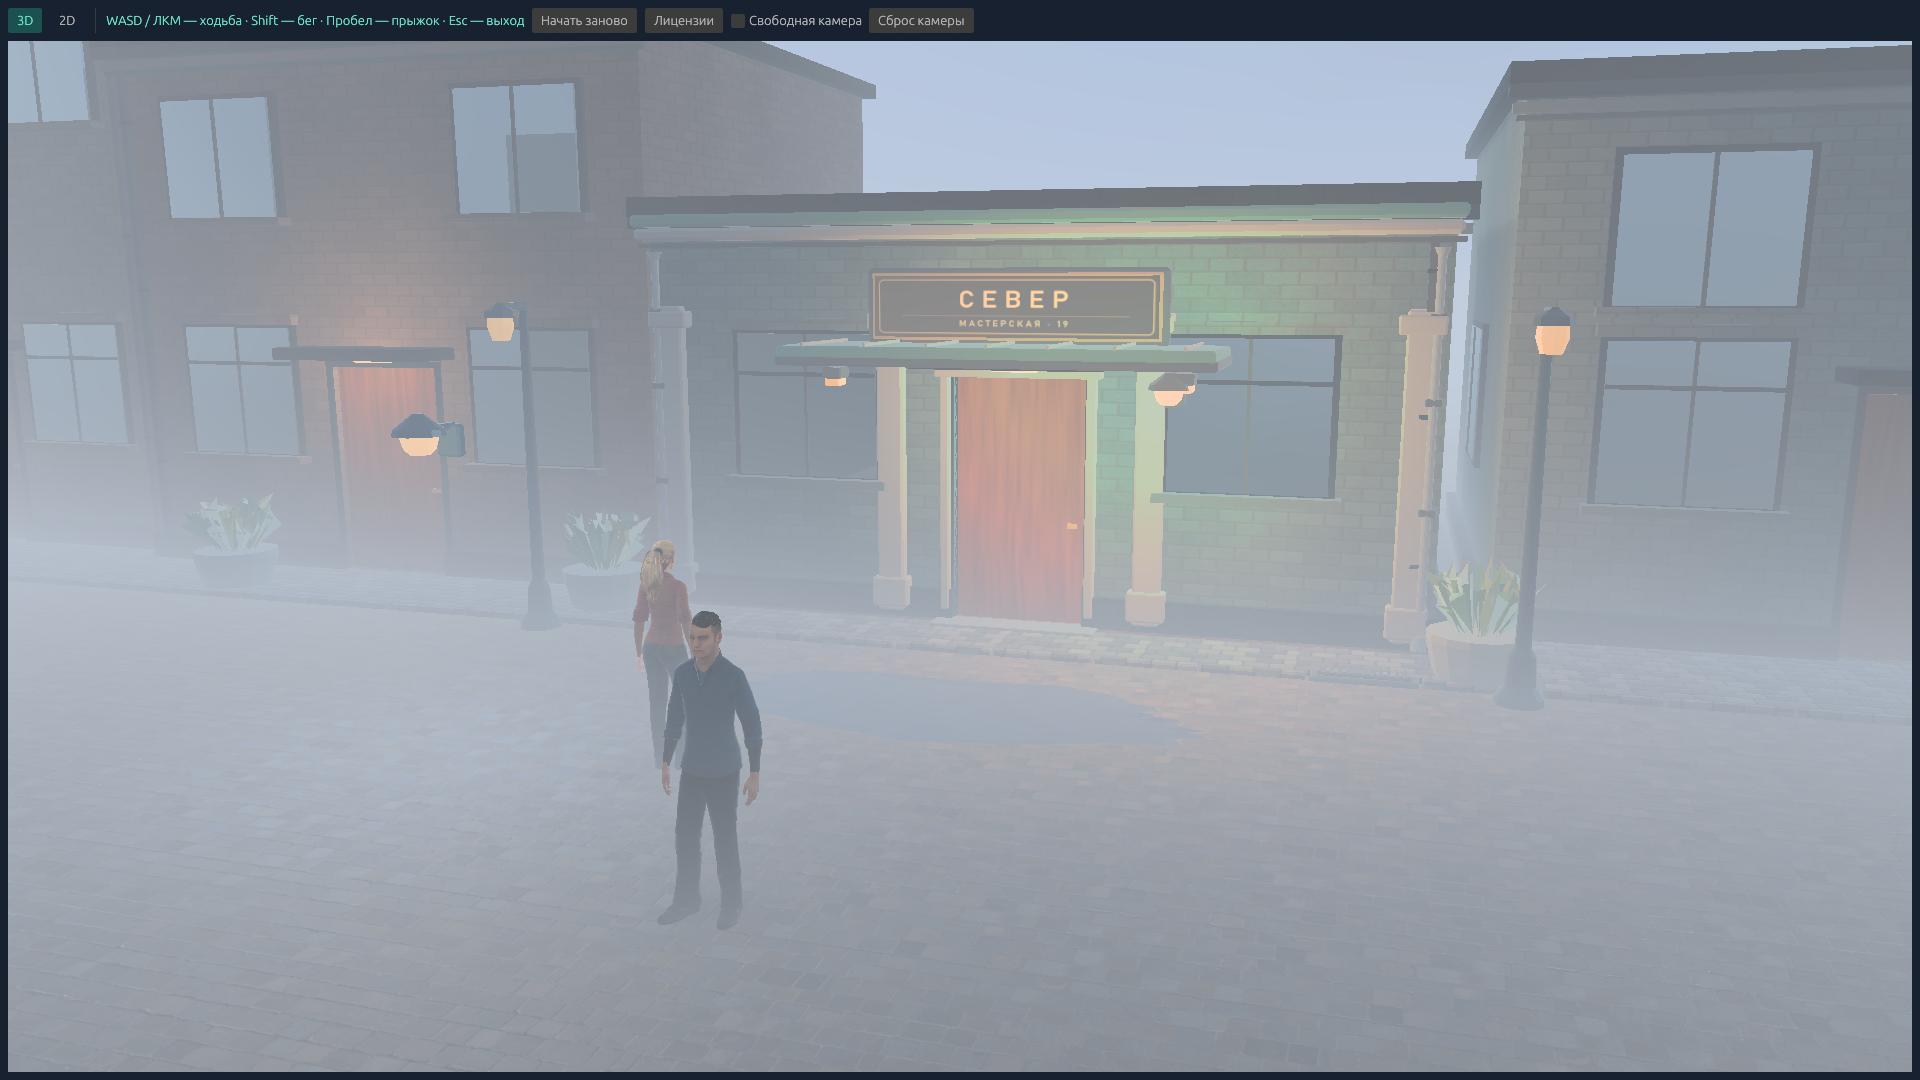 3D 2D WASD / ЛКМ — ходьба · Shift — бег · Пробел — прыжок · Esc — выход Начать заново Лицензии Свободная камера Сброс камеры
СЕВЕР
МАСТЕРСКАЯ · 19